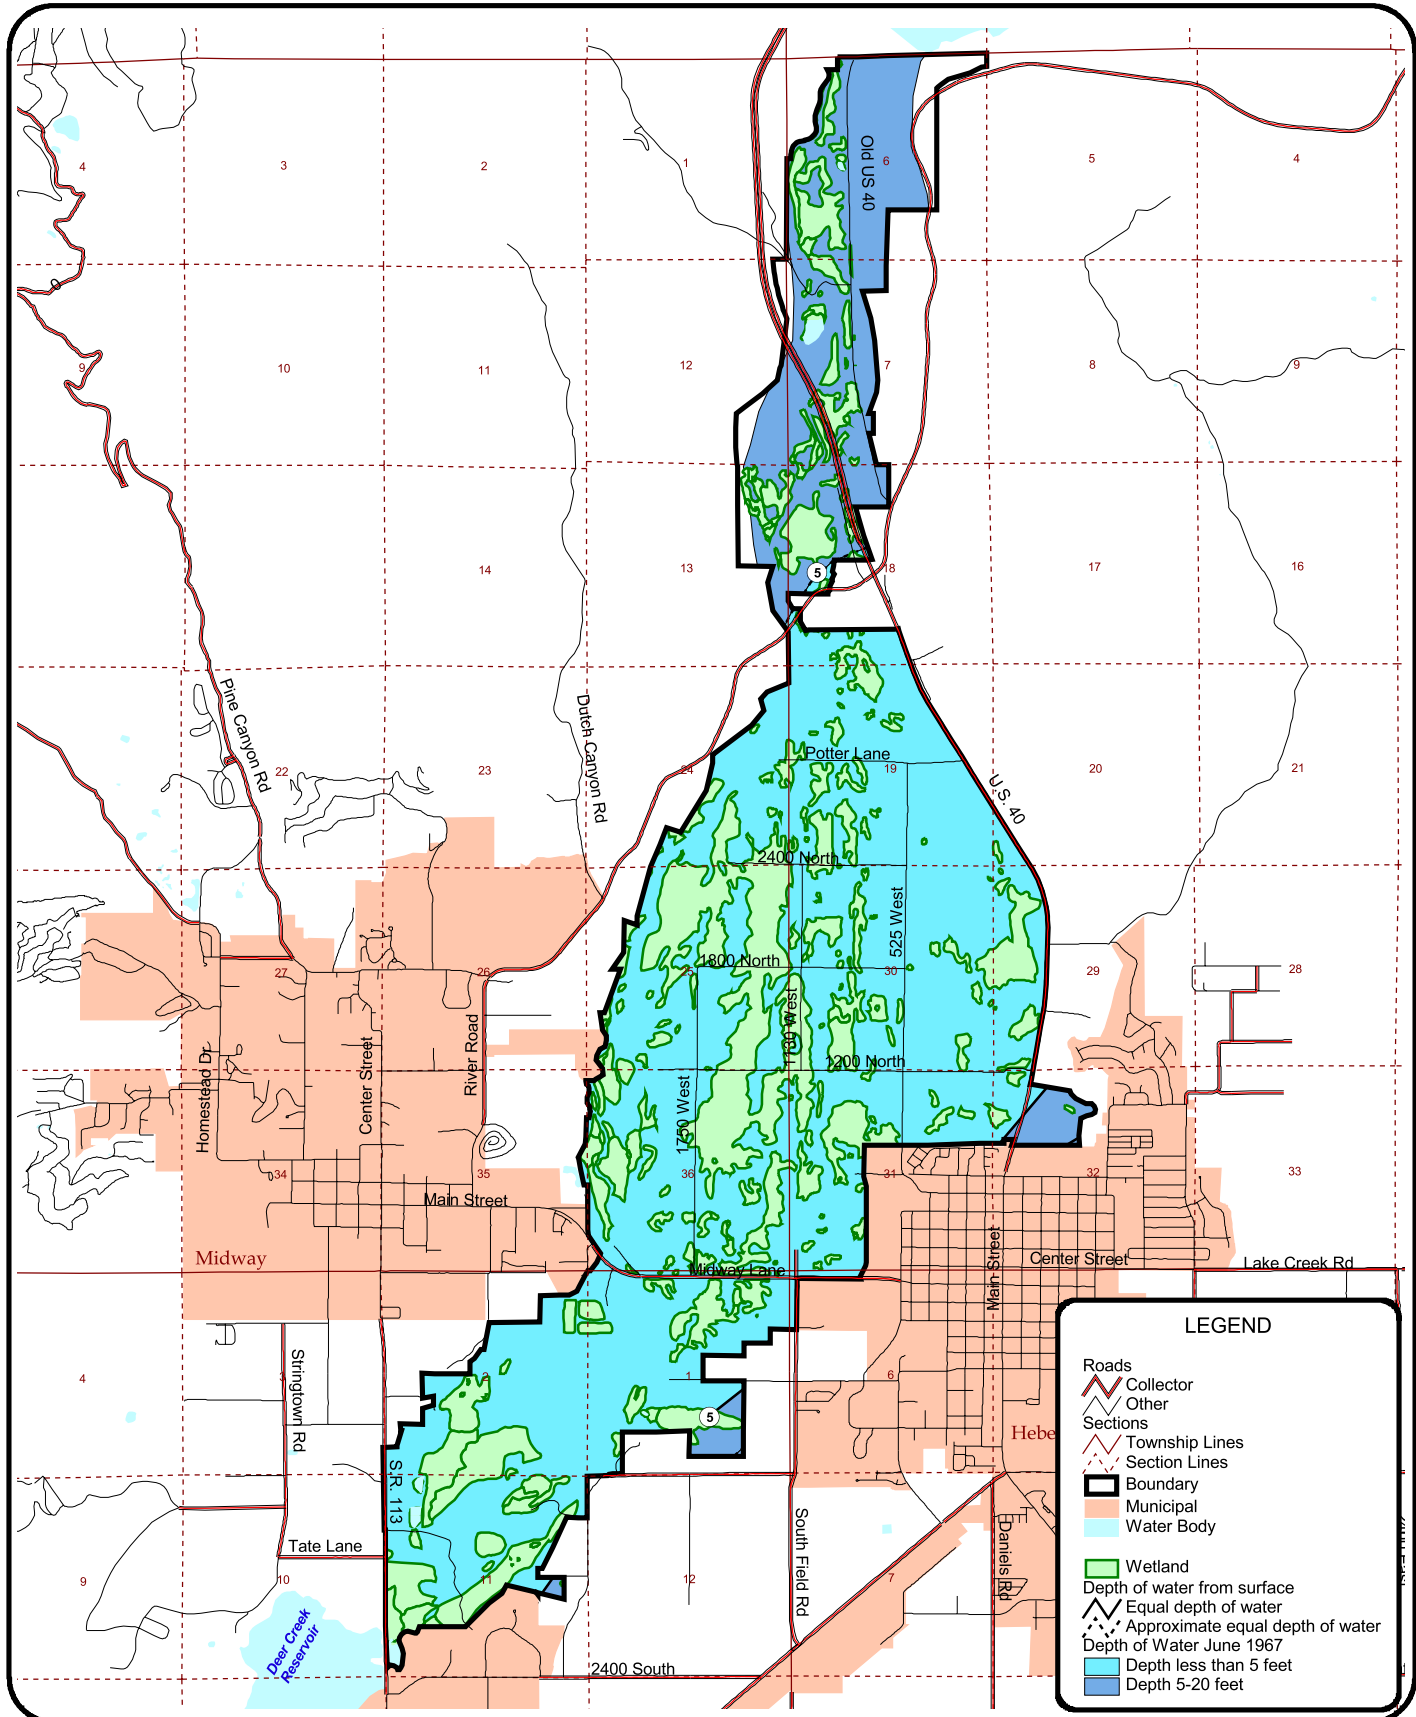 4
3
2
1
Old US 40
6
5
4
9
10
11
12
7
8
9
14
13
5
18
17
16
Pine Canyon Rd
Dutch Canyon Rd
22
23
24
Potter Lane
19
U.S. 40
20
21
2400 North
525 West
27
26
25
1800 North
30
29
28
Homestead Dr.
Center Street
River Road
1130 West
1200 North
1750 West
34
35
36
31
32
33
Main Street
Midway
Midway Lane
Main Street
Center Street
Lake Creek Rd
4
3
Stringtown Rd
2
1
6
5
Hebe
S.R. 113
South Field Rd
Daniels Rd
Tate Lane
9
10
11
12
7
Deer Creek
Reservoir
2400 South
LEGEND
Roads
Collector
Other
Sections
Township Lines
Section Lines
Boundary
Municipal
Water Body
Wetland
Depth of water from surface
Equal depth of water
Approximate equal depth of water
Depth of Water June 1967
Depth less than 5 feet
Depth 5-20 feet